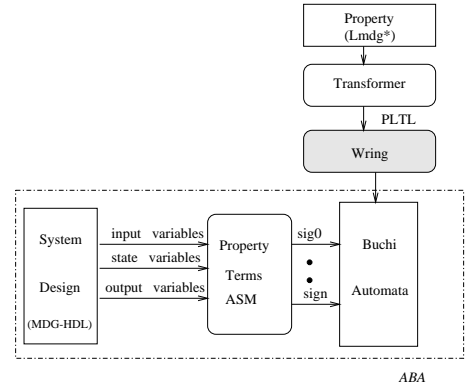 Property
(Lmdg*)
Transformer
PLTL
Wring
System
Design
(MDG-HDL)
input variables
state variables
output variables
Property
Terms
ASM
sig0
sign
Buchi
Automata
ABA